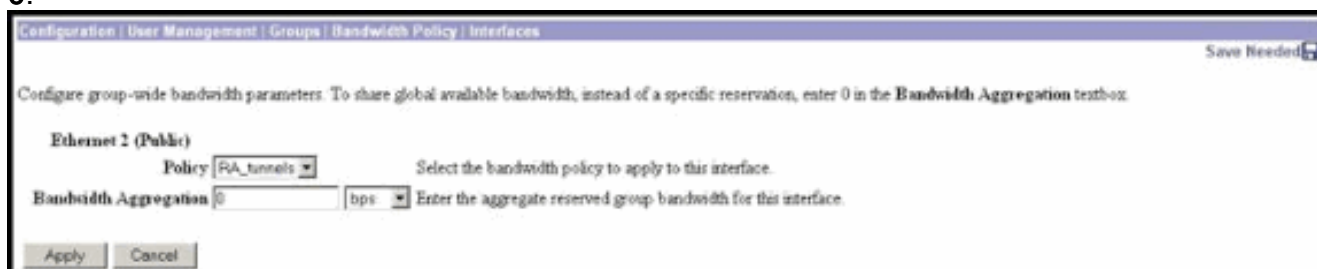 Configuration | User Management | Groups | Bandwidth Policy | Interfaces
Save Needed
Configure group-wide bandwidth parameters. To share global available bandwidth, instead of a specific reservation, enter 0 in the Bandwidth Aggregation textbox.
Ethernet 2 (Public)
Policy RA_tunnels Select the bandwidth policy to apply to this interface.
Bandwidth Aggregation 0 bps Enter the aggregate reserved group bandwidth for this interface.
Apply Cancel